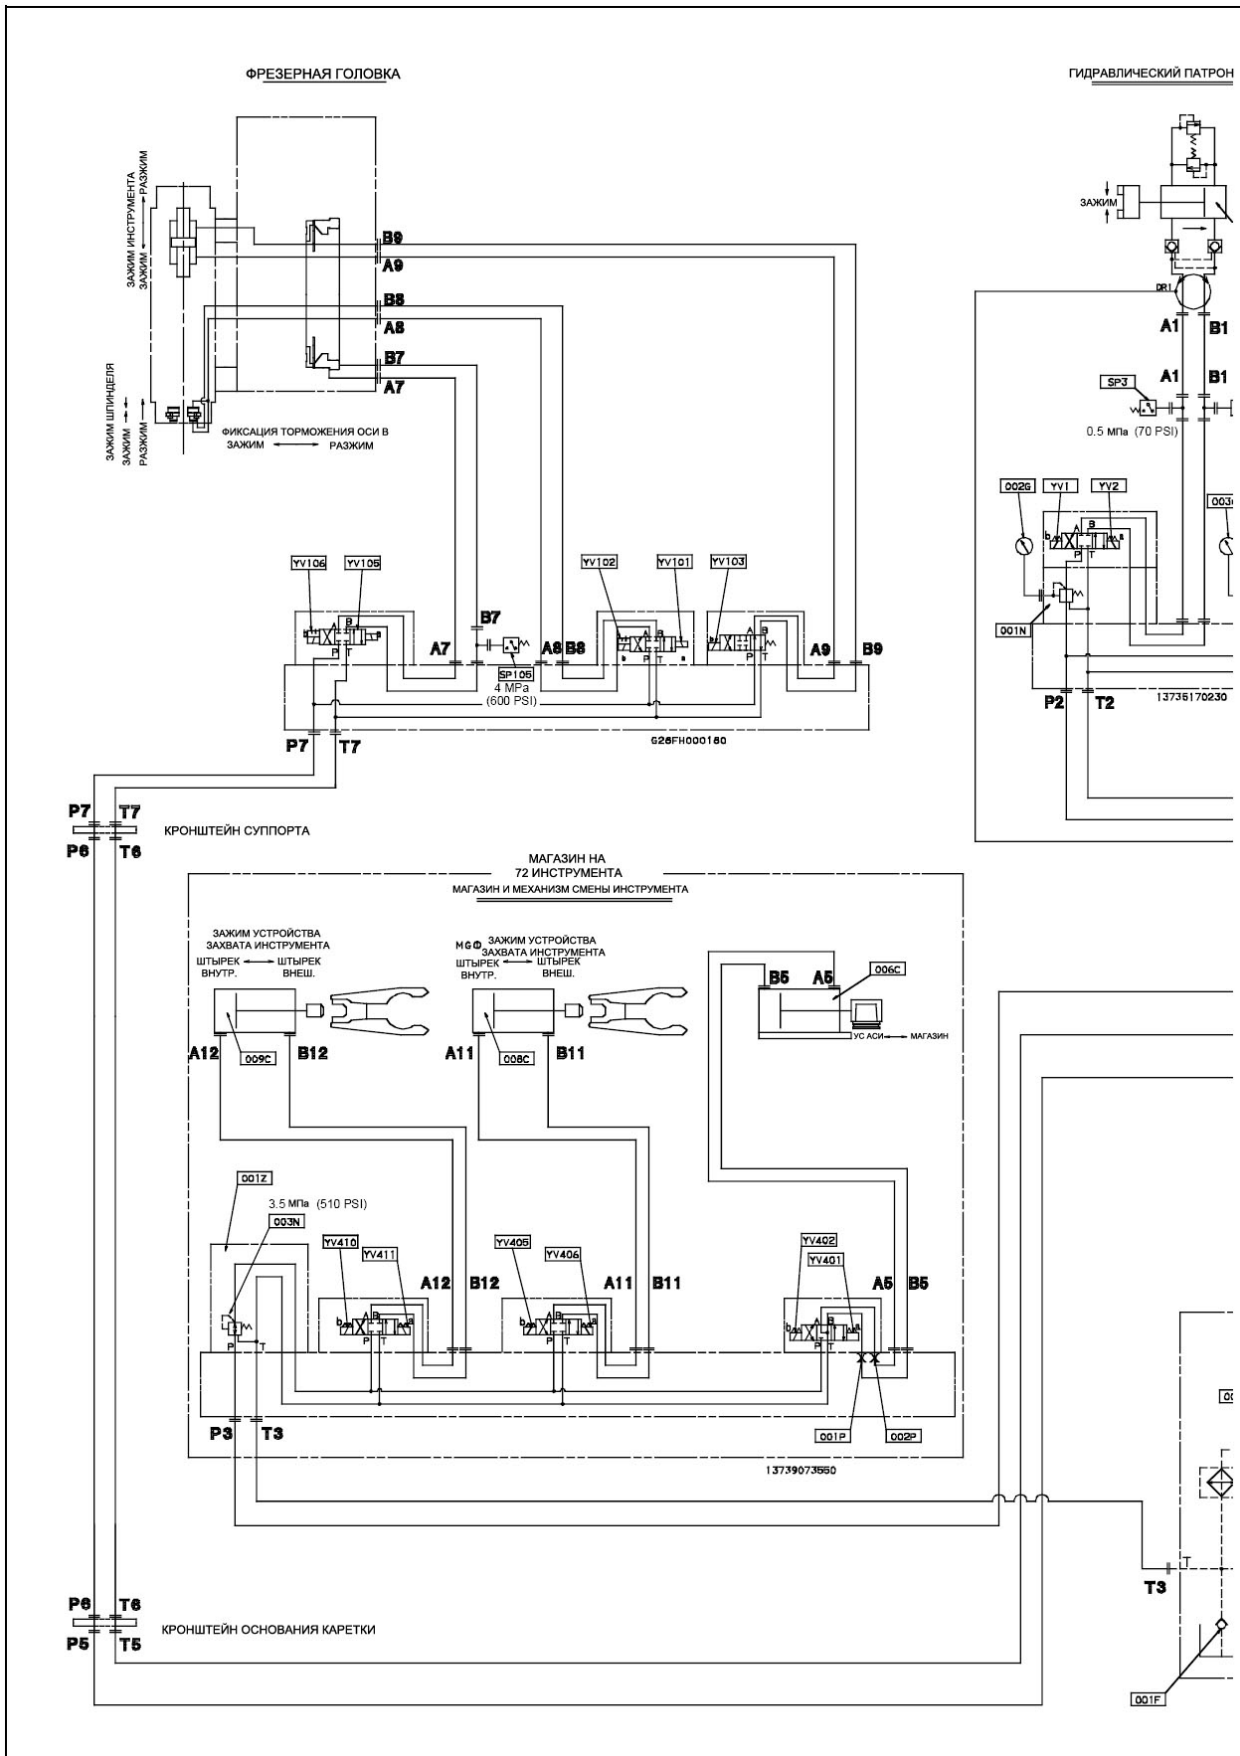 ФРЕЗЕРНАЯ ГОЛОВКА
ГИДРАВЛИЧЕСКИЙ ПАТРОН
ЗАЖИМ ИНСТРУМЕНТА
ЗАЖИМ РАЗЖИМ
ЗАЖИМ
B9
A9
B8
A8
B7
A7
DR1
A1 B1
A1 B1
SP3
0.5 МПа (70 PSI)
ЗАЖИМ ШПИНДЕЛЯ
ЗАЖИМ
РАЗЖИМ
ФИКСАЦИЯ ТОРМОЖЕНИЯ ОСИ В
ЗАЖИМ РАЗЖИМ
002G YV1 YV2
b A B a
P T
001N
YV106 YV105
YV102 YV101 YV103
b A B a
P T
A7
B7
SP105
4 МPа
(600 PSI)
A8 B8
b P T a
b A B
P T
A9 B9
G26FH000160
P7 T7
P2 T2
13735170230
P7 T7
P6 T6
КРОНШТЕЙН СУППОРТА
МАГАЗИН НА
72 ИНСТРУМЕНТА
МАГАЗИН И МЕХАНИЗМ СМЕНЫ ИНСТРУМЕНТА
ЗАЖИМ УСТРОЙСТВА
ЗАХВАТА ИНСТРУМЕНТА
ШТЫРЕК ШТЫРЕК
ВНУТР. ВНЕШ.
МGФ ЗАЖИМ УСТРОЙСТВА
ЗАХВАТА ИНСТРУМЕНТА
ШТЫРЕК ШТЫРЕК
ВНУТР. ВНЕШ.
B5 A5
006C
УС АСИ МАГАЗИН
A12 009C B12
A11 008C B11
001Z
3.5 МПа (510 PSI)
003N
YV410 YV411
YV405 YV406
YV402
YV401
A12 B12
A11 B11
A5 B5
b A B a
P T
b A B a
P T
b A B a
P T
P T
P3 T3
001P 002P
13739073550
T
T3
P6 T6
P5 T5
КРОНШТЕЙН ОСНОВАНИЯ КАРЕТКИ
001F